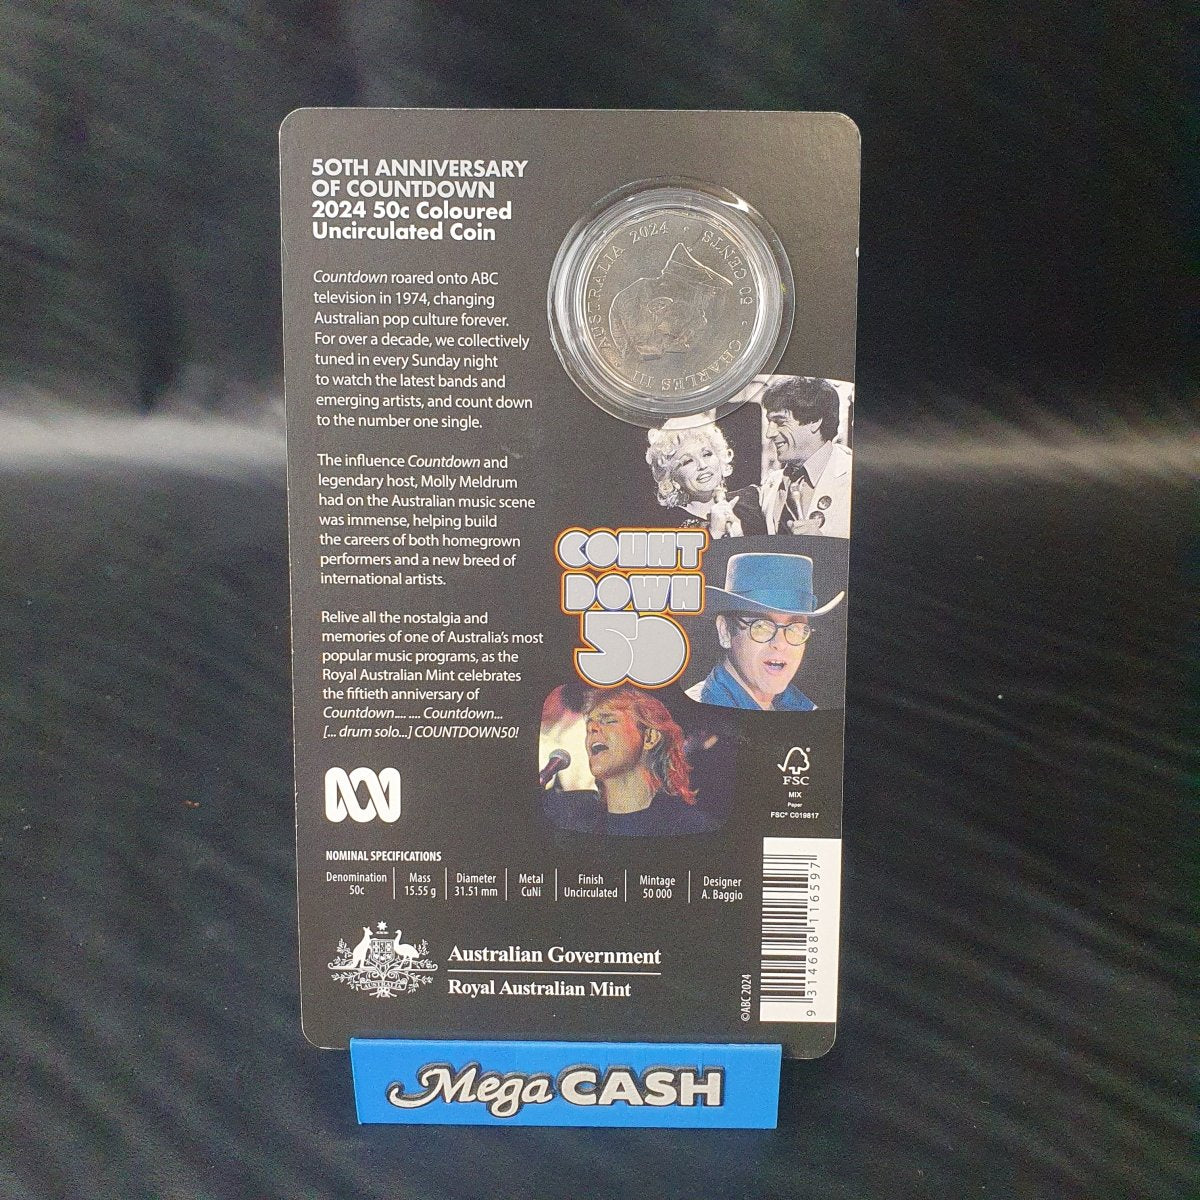 50TH ANNIVERSARY
OF COUNTDOWN
2024 50c Coloured
Uncirculated Coin
Countdown roared onto ABC
television in 1974, changing
Australian pop culture forever.
For over a decade, we collectively
tuned in every Sunday night
to watch the latest bands and
emerging artists, and count down
to the number one single.
The influence Countdown and
legendary host, Molly Meldrum
had on the Australian music scene
was immense, helping build
the careers of both homegrown
performers and a new breed of
international artists.
Relive all the nostalgia and
memories of one of Australia's most
popular music programs, as the
Royal Australian Mint celebrates
the fiftieth anniversary of
Countdown.... .... Countdown...
[... drum solo...] COUNTDOWN50!
AUSTRALIA 2024 · 50 CENTS · CHARLES III
COUNT
DOWN
50
FSC
MIX
Paper
FSC® C019817
NOMINAL SPECIFICATIONS
Denomination Mass Diameter Metal Finish Mintage Designer
50c 15.55 g 31.51 mm CuNi Uncirculated 50 000 A. Baggio
AUSTRALIA
Australian Government
Royal Australian Mint
©ABC 2024
9 314688 116597
Mega CASH